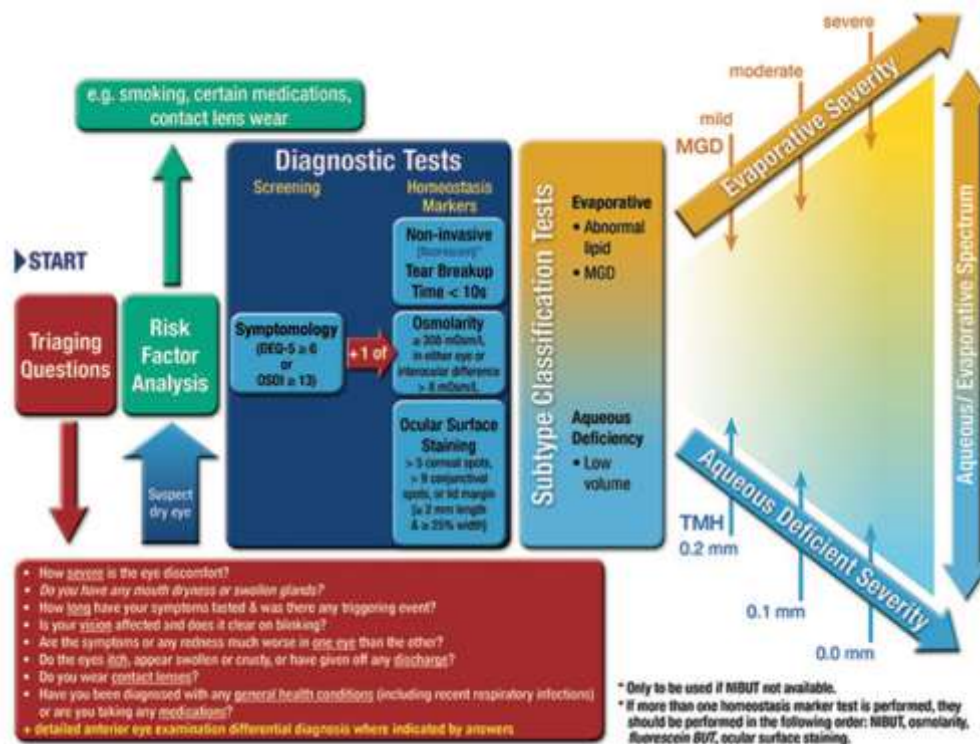 e.g. smoking, certain medications,
contact lens wear
START
Triaging
Questions
Risk
Factor
Analysis
Suspect
dry eye
Diagnostic Tests
Screening
Symptomology
(DEQ-5 ≥ 6
or
OSDI ≥ 13)
+1 of
Homeostasis
Markers
Non-invasive
Tear Breakup
Time < 10s
Osmolarity
≥ 308 mOsm/L
in either eye or
interocular difference
> 8 mOsm/L
Ocular Surface
Staining
> 5 corneal spots,
> 9 conjunctival
spots, or lid margin
[≥ 2 mm length
& ≥ 25% width]
Subtype Classification Tests
Evaporative
• Abnormal
lipid
• MGD
Aqueous
Deficiency
• Low
volume
severe
moderate
mild
MGD
Evaporative Severity
Aqueous/ Evaporative Spectrum
Aqueous Deficient Severity
TMH
0.2 mm
0.1 mm
0.0 mm
• How severe is the eye discomfort?
• Do you have any mouth dryness or swollen glands?
• How long have your symptoms lasted & was there any triggering event?
• Is your vision affected and does it clear on blinking?
• Are the symptoms or any redness much worse in one eye than the other?
• Do the eyes itch, appear swollen or crusty, or have given off any discharge?
• Do you wear contact lenses?
• Have you been diagnosed with any general health conditions (including recent respiratory infections)
or are you taking any medications?
+ detailed anterior eye examination differential diagnosis where indicated by answers
* Only to be used if NIBUT not available.
* If more than one homeostasis marker test is performed, they
should be performed in the following order: NIBUT, osmolarity,
fluorescein BUT, ocular surface staining.